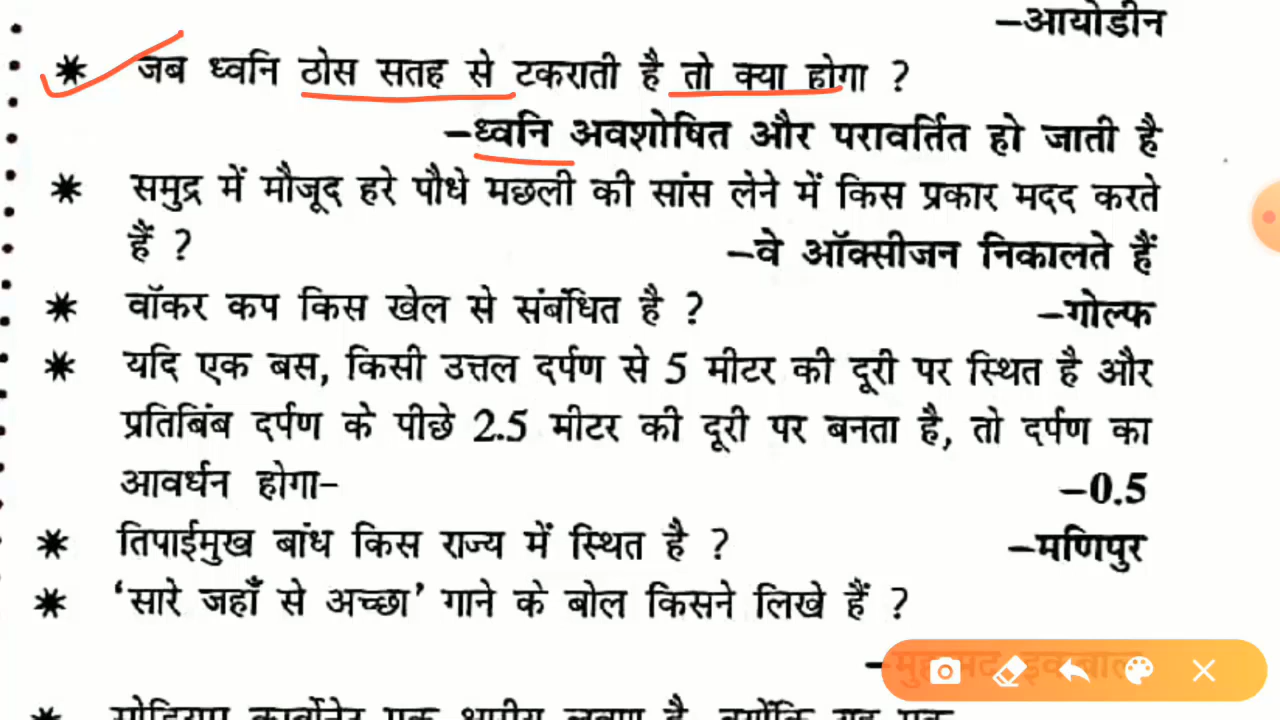 –आयोडीन
* जब ध्वनि ठोस सतह से टकराती है तो क्या होगा ?
–ध्वनि अवशोषित और परावर्तित हो जाती है
* समुद्र में मौजूद हरे पौधे मछली की सांस लेने में किस प्रकार मदद करते
हैं ? –वे ऑक्सीजन निकालते हैं
* वॉकर कप किस खेल से संबंधित है ? –गोल्फ
* यदि एक बस, किसी उत्तल दर्पण से 5 मीटर की दूरी पर स्थित है और
प्रतिबिंब दर्पण के पीछे 2.5 मीटर की दूरी पर बनता है, तो दर्पण का
आवर्धन होगा– –0.5
* तिपाईमुख बांध किस राज्य में स्थित है ? –मणिपुर
* ‘सारे जहाँ से अच्छा’ गाने के बोल किसने लिखे हैं ?